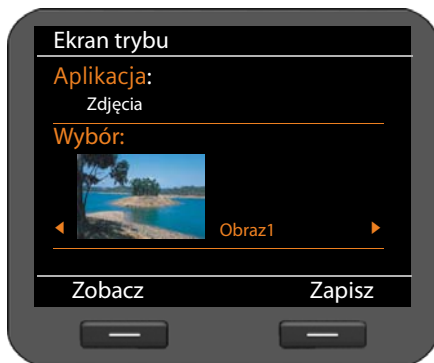 Ekran trybu
Aplikacja:
Zdjęcia
Wybór:
Obraz1
Zobacz Zapisz